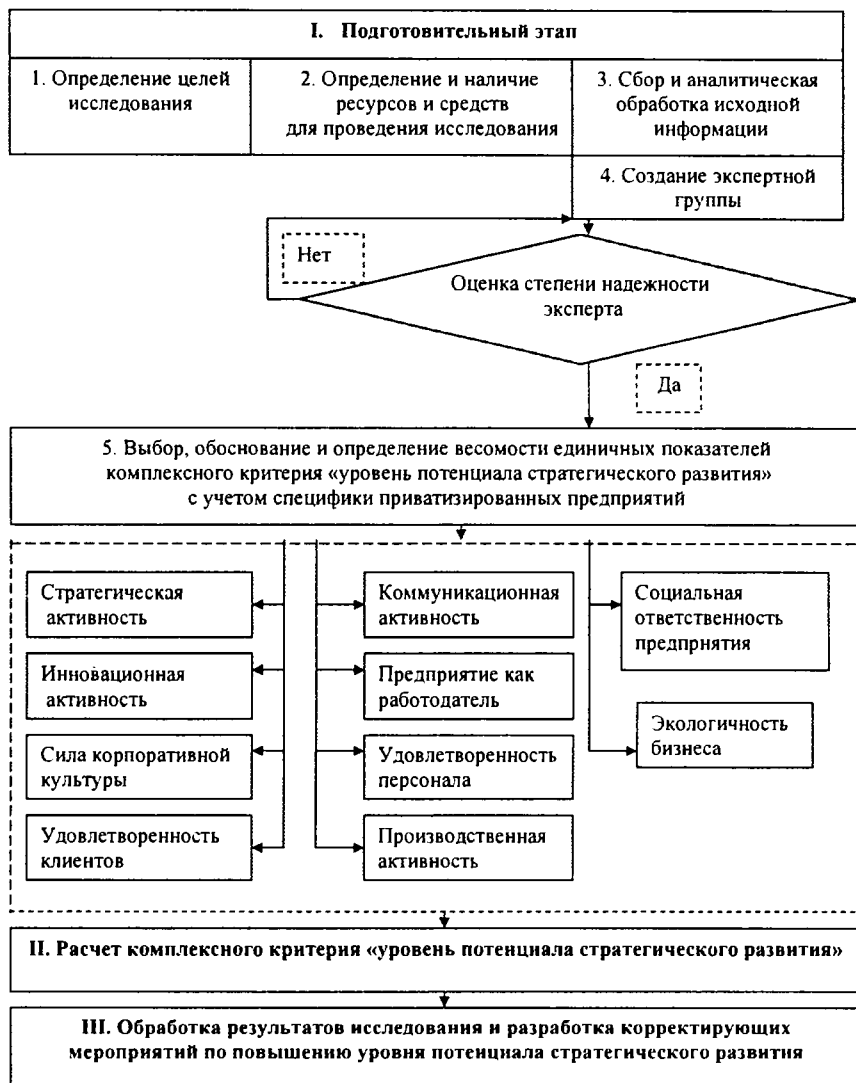 I. Подготовительный этап
1. Определение целей
исследования
2. Определение и наличие
ресурсов и средств
для проведения исследования
3. Сбор и аналитическая
обработка исходной
информации
4. Создание экспертной
группы
Нет
Оценка степени надежности
эксперта
Да
5. Выбор, обоснование и определение весомости единичных показателей
комплексного критерия «уровень потенциала стратегического развития»
с учетом специфики приватизированных предприятий
Стратегическая
активность
Инновационная
активность
Сила корпоративной
культуры
Удовлетворенность
клиентов
Коммуникационная
активность
Предприятие как
работодатель
Удовлетворенность
персонала
Производственная
активность
Социальная
ответственность
предприятия
Экологичность
бизнеса
II. Расчет комплексного критерия «уровень потенциала стратегического развития»
III. Обработка результатов исследования и разработка корректирующих
мероприятий по повышению уровня потенциала стратегического развития